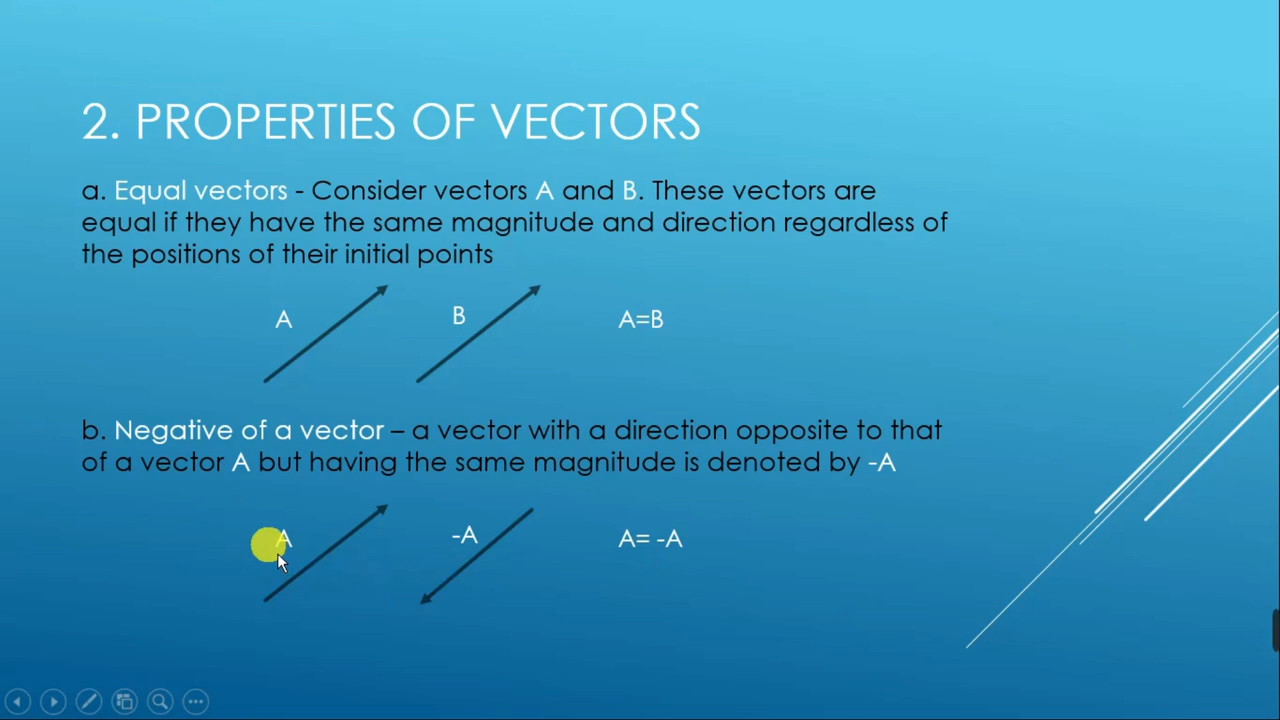 2. PROPERTIES OF VECTORS
a. Equal vectors - Consider vectors A and B. These vectors are
equal if they have the same magnitude and direction regardless of
the positions of their initial points
A B A=B
b. Negative of a vector – a vector with a direction opposite to that
of a vector A but having the same magnitude is denoted by -A
A -A A= -A